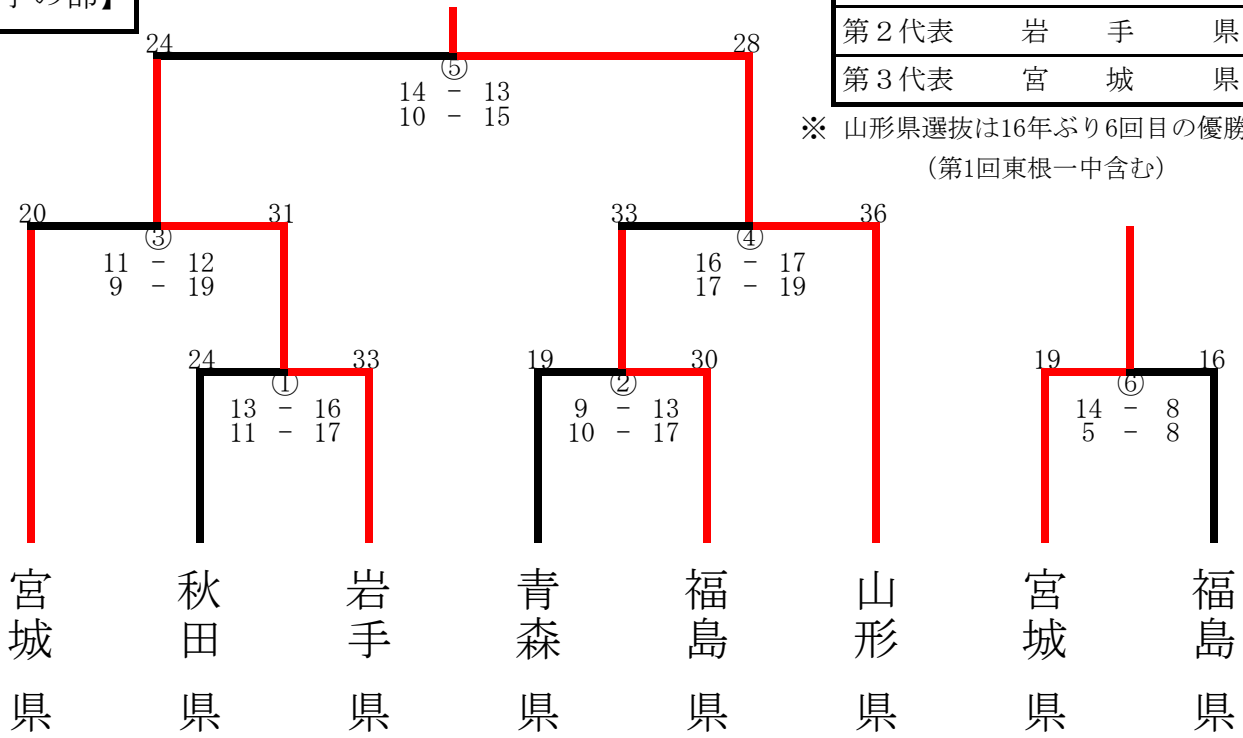 の部】
第２代表 岩 手 県
第３代表 宮 城 県
※ 山形県選抜は16年ぶり6回目の優勝
（第1回東根一中含む）
24 28
⑤
14 - 13
10 - 15
20 31
③
11 - 12
9 - 19
33 36
④
16 - 17
17 - 19
24 33
①
13 - 16
11 - 17
19 30
②
9 - 13
10 - 17
19 16
⑥
14 - 8
5 - 8
宮城県
秋田県
岩手県
青森県
福島県
山形県
宮城県
福島県